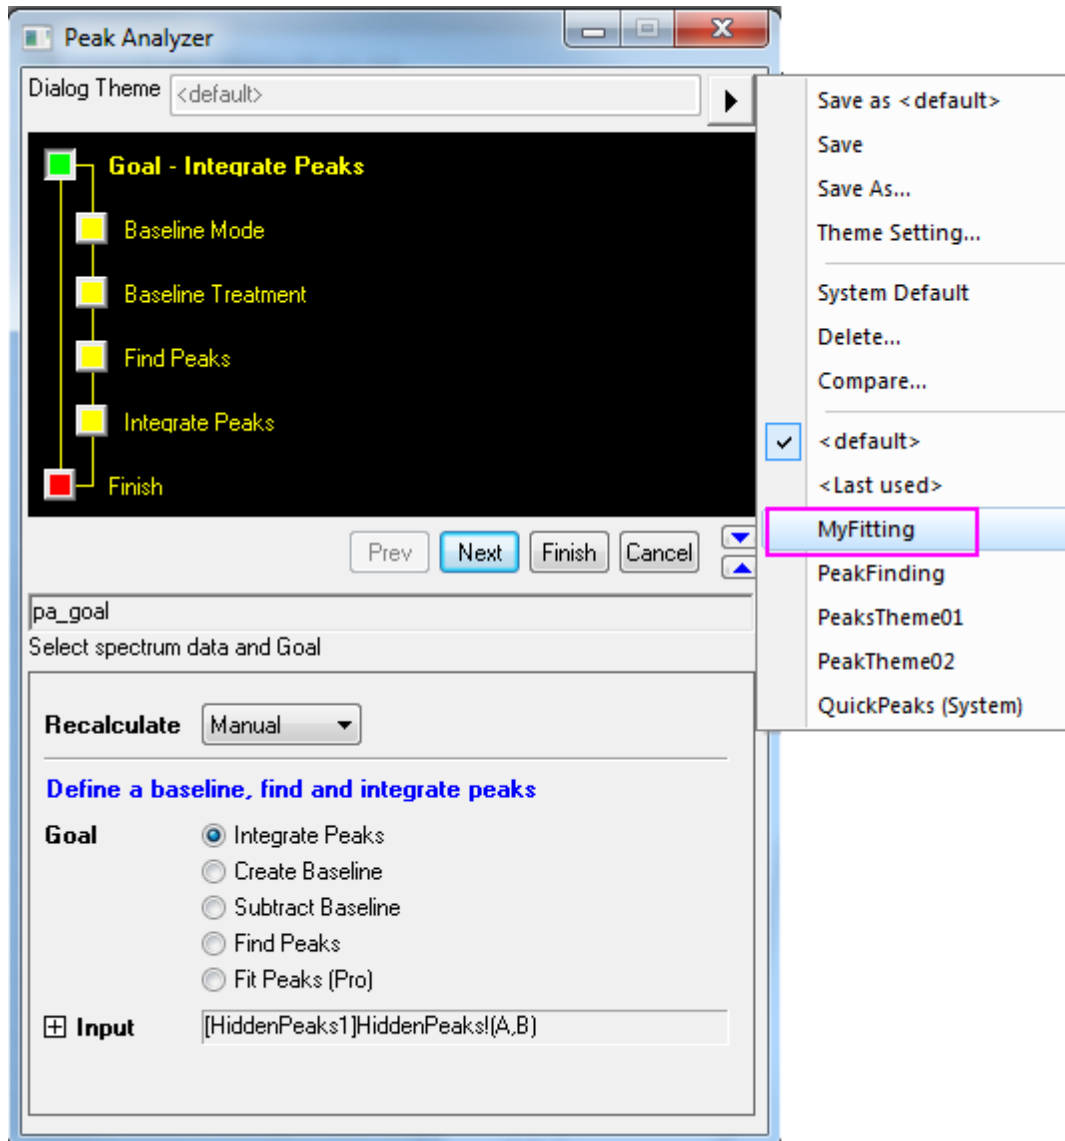 Peak Analyzer
Dialog Theme <default>
Goal - Integrate Peaks
Baseline Mode
Baseline Treatment
Find Peaks
Integrate Peaks
Finish
Prev Next Finish Cancel
pa_goal
Select spectrum data and Goal
Recalculate Manual
Define a baseline, find and integrate peaks
Goal Integrate Peaks
Create Baseline
Subtract Baseline
Find Peaks
Fit Peaks (Pro)
Input [HiddenPeaks1]HiddenPeaks!(A,B)
Save as <default>
Save
Save As...
Theme Setting...
System Default
Delete...
Compare...
<default>
<Last used>
MyFitting
PeakFinding
PeaksTheme01
PeakTheme02
QuickPeaks (System)